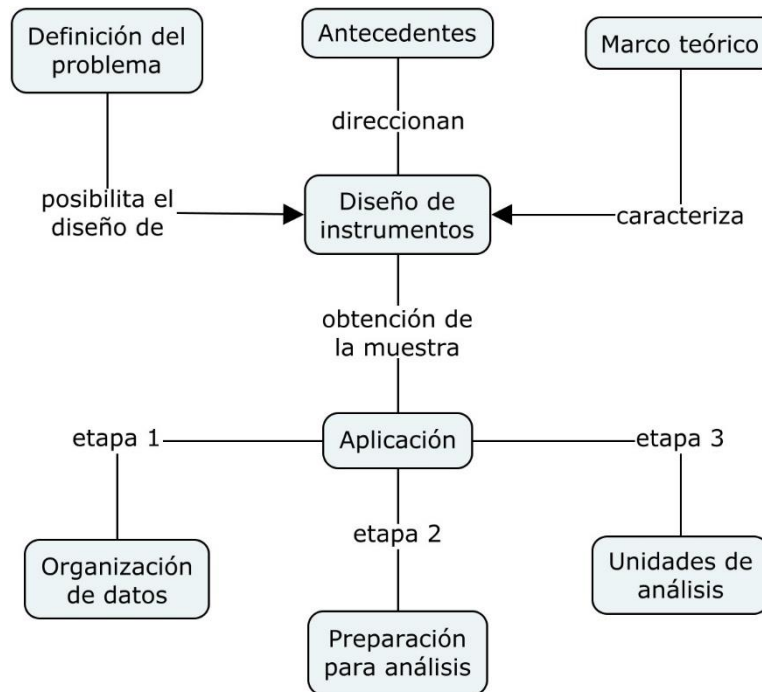 Definición del
problema
Antecedentes
Marco teórico
direccionan
posibilita el
diseño de
Diseño de
instrumentos
caracteriza
obtención de
la muestra
etapa 1
Aplicación
etapa 3
etapa 2
Organización
de datos
Unidades de
análisis
Preparación
para análisis